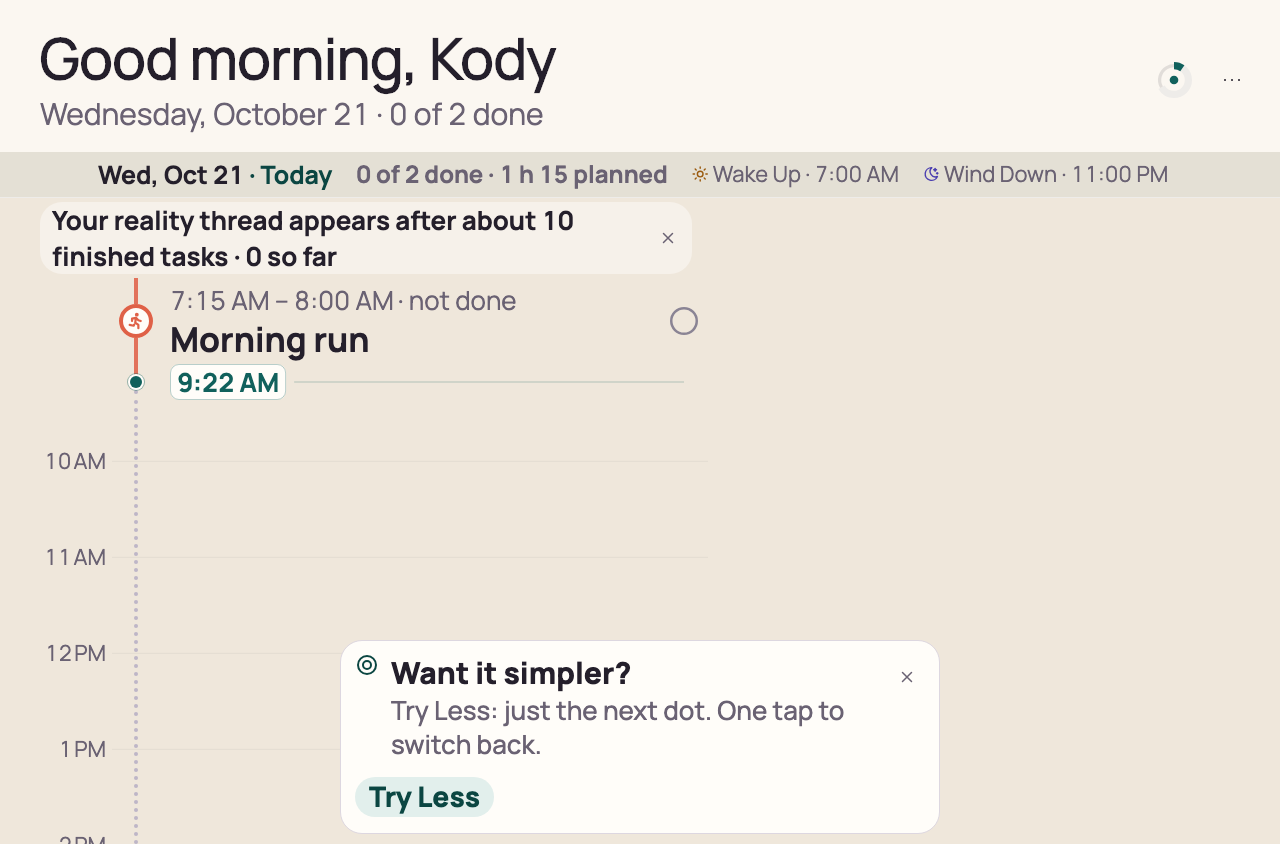 Good morning, Kody
Wednesday, October 21 · 0 of 2 done
...
Wed, Oct 21 · Today 0 of 2 done · 1 h 15 planned Wake Up · 7:00 AM Wind Down · 11:00 PM
Your reality thread appears after about 10
finished tasks · 0 so far
7:15 AM – 8:00 AM · not done
Morning run
9:22 AM
10 AM
11 AM
12 PM
Want it simpler?
Try Less: just the next dot. One tap to
switch back.
1 PM
Try Less
2 PM